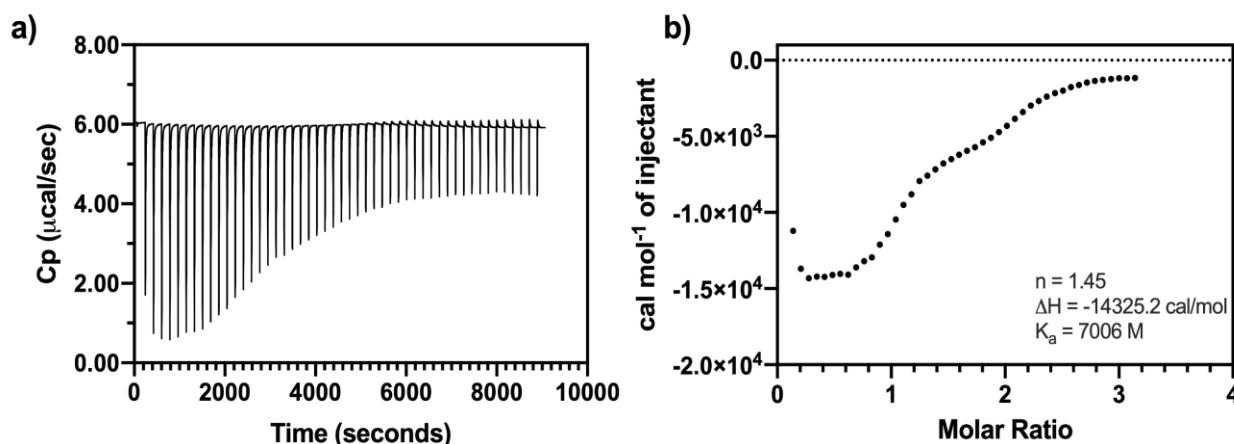 a)
8.00
6.00
4.00
2.00
0.00
Cp (μcal/sec)
0
2000
4000
6000
8000
10000
Time (seconds)
b)
0.0
-5.0×10³
-1.0×10⁴
-1.5×10⁴
-2.0×10⁴
cal mol⁻¹ of injectant
n = 1.45
ΔH = -14325.2 cal/mol
Kₐ = 7006 M
0
1
2
3
4
Molar Ratio